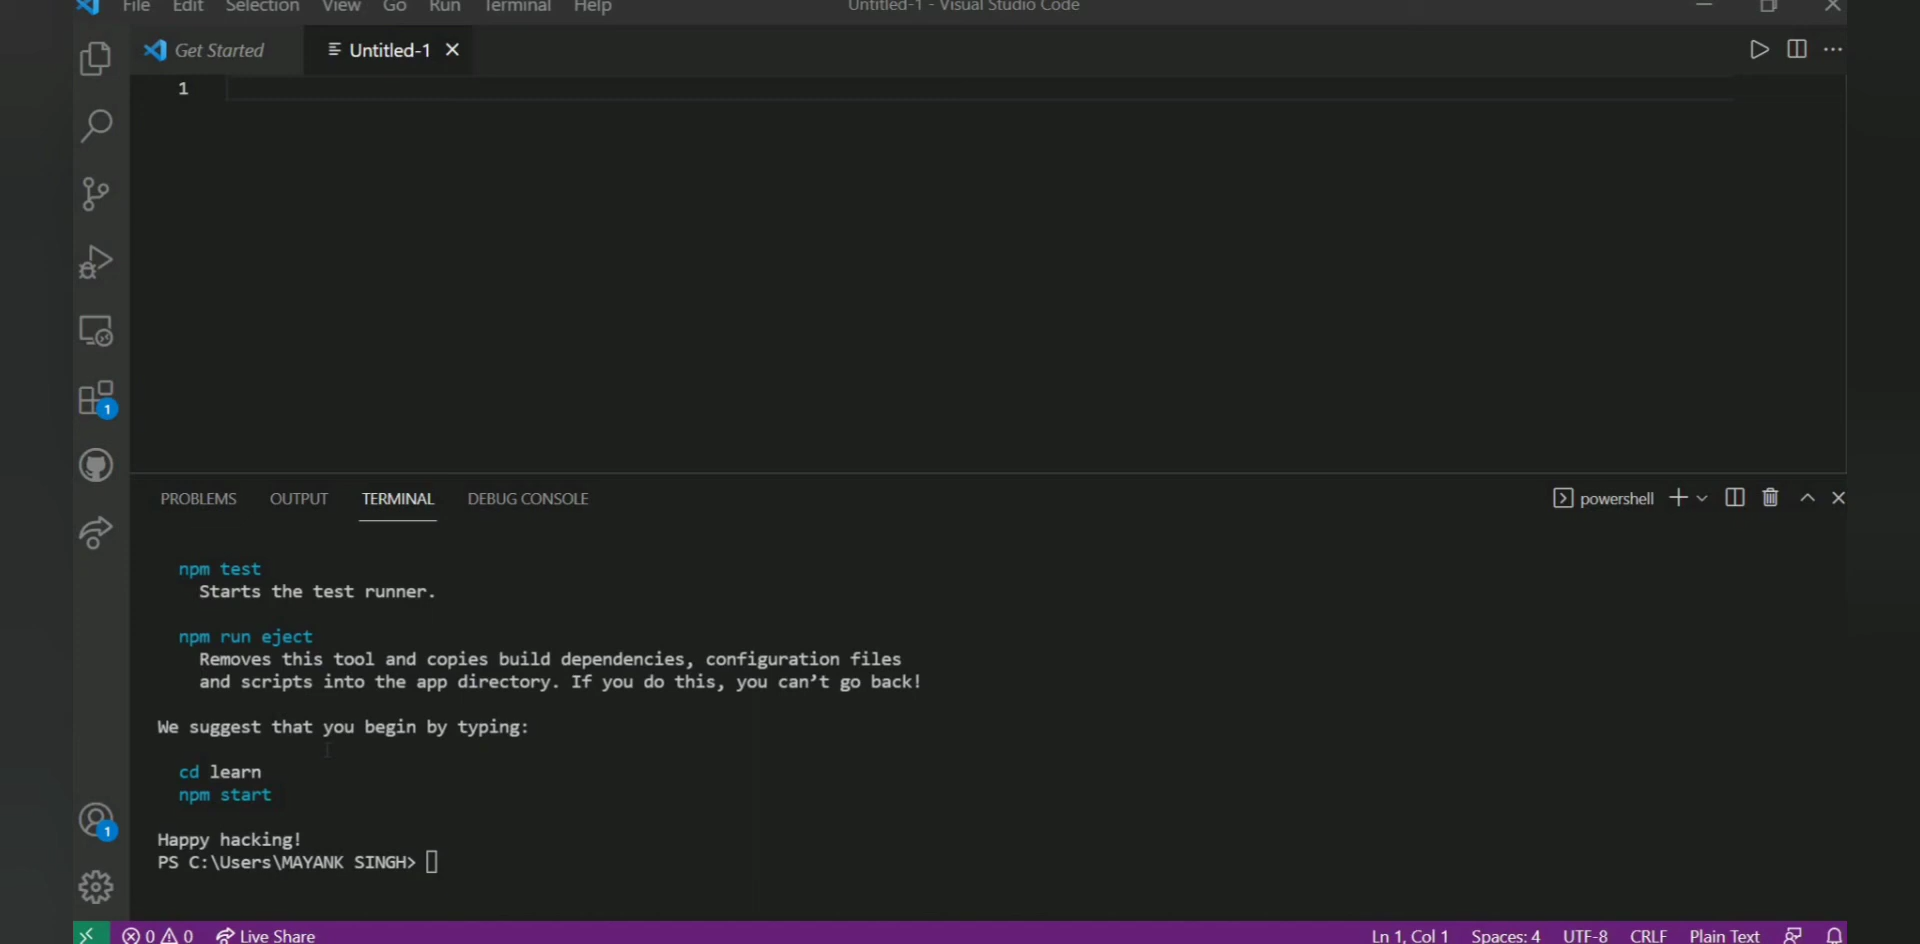 File Edit Selection View Go Run Terminal Help Untitled-1 - Visual Studio Code
Get Started Untitled-1
1
PROBLEMS OUTPUT TERMINAL DEBUG CONSOLE powershell
npm test
Starts the test runner.
npm run eject
Removes this tool and copies build dependencies, configuration files
and scripts into the app directory. If you do this, you can’t go back!
We suggest that you begin by typing:
cd learn
npm start
Happy hacking!
PS C:\Users\MAYANK SINGH>
1
1
0 0 Live Share Ln 1, Col 1 Spaces: 4 UTF-8 CRLF Plain Text